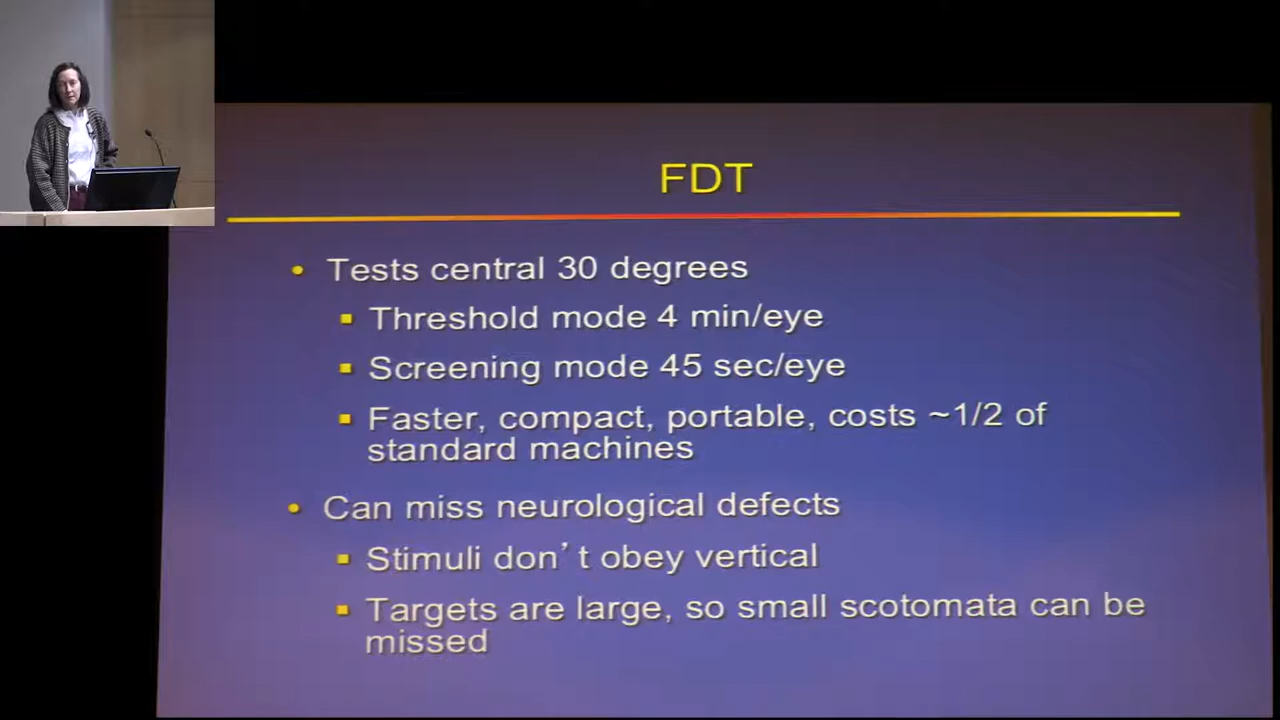 FDT
• Tests central 30 degrees
▪ Threshold mode 4 min/eye
▪ Screening mode 45 sec/eye
▪ Faster, compact, portable, costs ~1/2 of
standard machines
• Can miss neurological defects
▪ Stimuli don’t obey vertical
▪ Targets are large, so small scotomata can be
missed